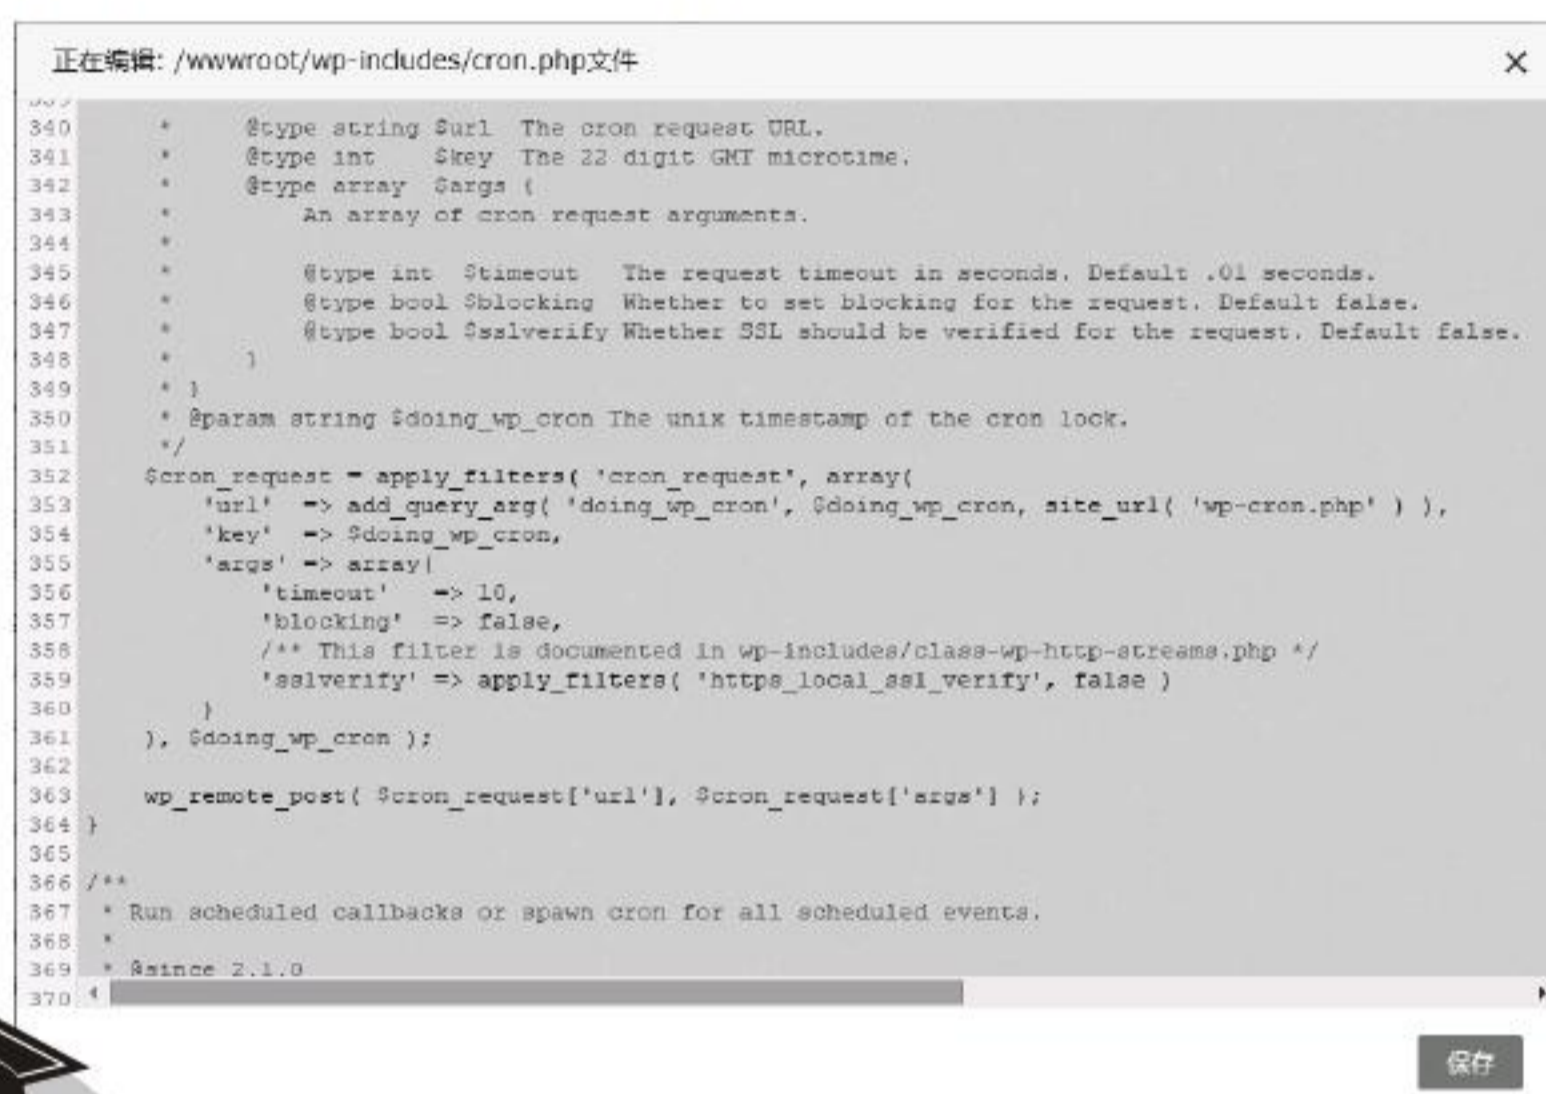 正在编辑: /wwwroot/wp-includes/cron.php文件
×
339
340 * @type string $url The cron request URL.
341 * @type int $key The 22 digit GMT microtime.
342 * @type array $args {
343 * An array of cron request arguments.
344 *
345 * @type int $timeout The request timeout in seconds. Default .01 seconds.
346 * @type bool $blocking Whether to set blocking for the request. Default false.
347 * @type bool $sslverify Whether SSL should be verified for the request. Default false.
348 * }
349 * }
350 * @param string $doing_wp_cron The unix timestamp of the cron lock.
351 */
352 $cron_request = apply_filters( 'cron_request', array(
353 'url' => add_query_arg( 'doing_wp_cron', $doing_wp_cron, site_url( 'wp-cron.php' ) ),
354 'key' => $doing_wp_cron,
355 'args' => array(
356 'timeout' => 10,
357 'blocking' => false,
358 /** This filter is documented in wp-includes/class-wp-http-streams.php */
359 'sslverify' => apply_filters( 'https_local_ssl_verify', false )
360 )
361 ), $doing_wp_cron );
362
363 wp_remote_post( $cron_request['url'], $cron_request['args'] );
364 }
365
366 /**
367 * Run scheduled callbacks or spawn cron for all scheduled events.
368 *
369 * @since 2.1.0
370
保存